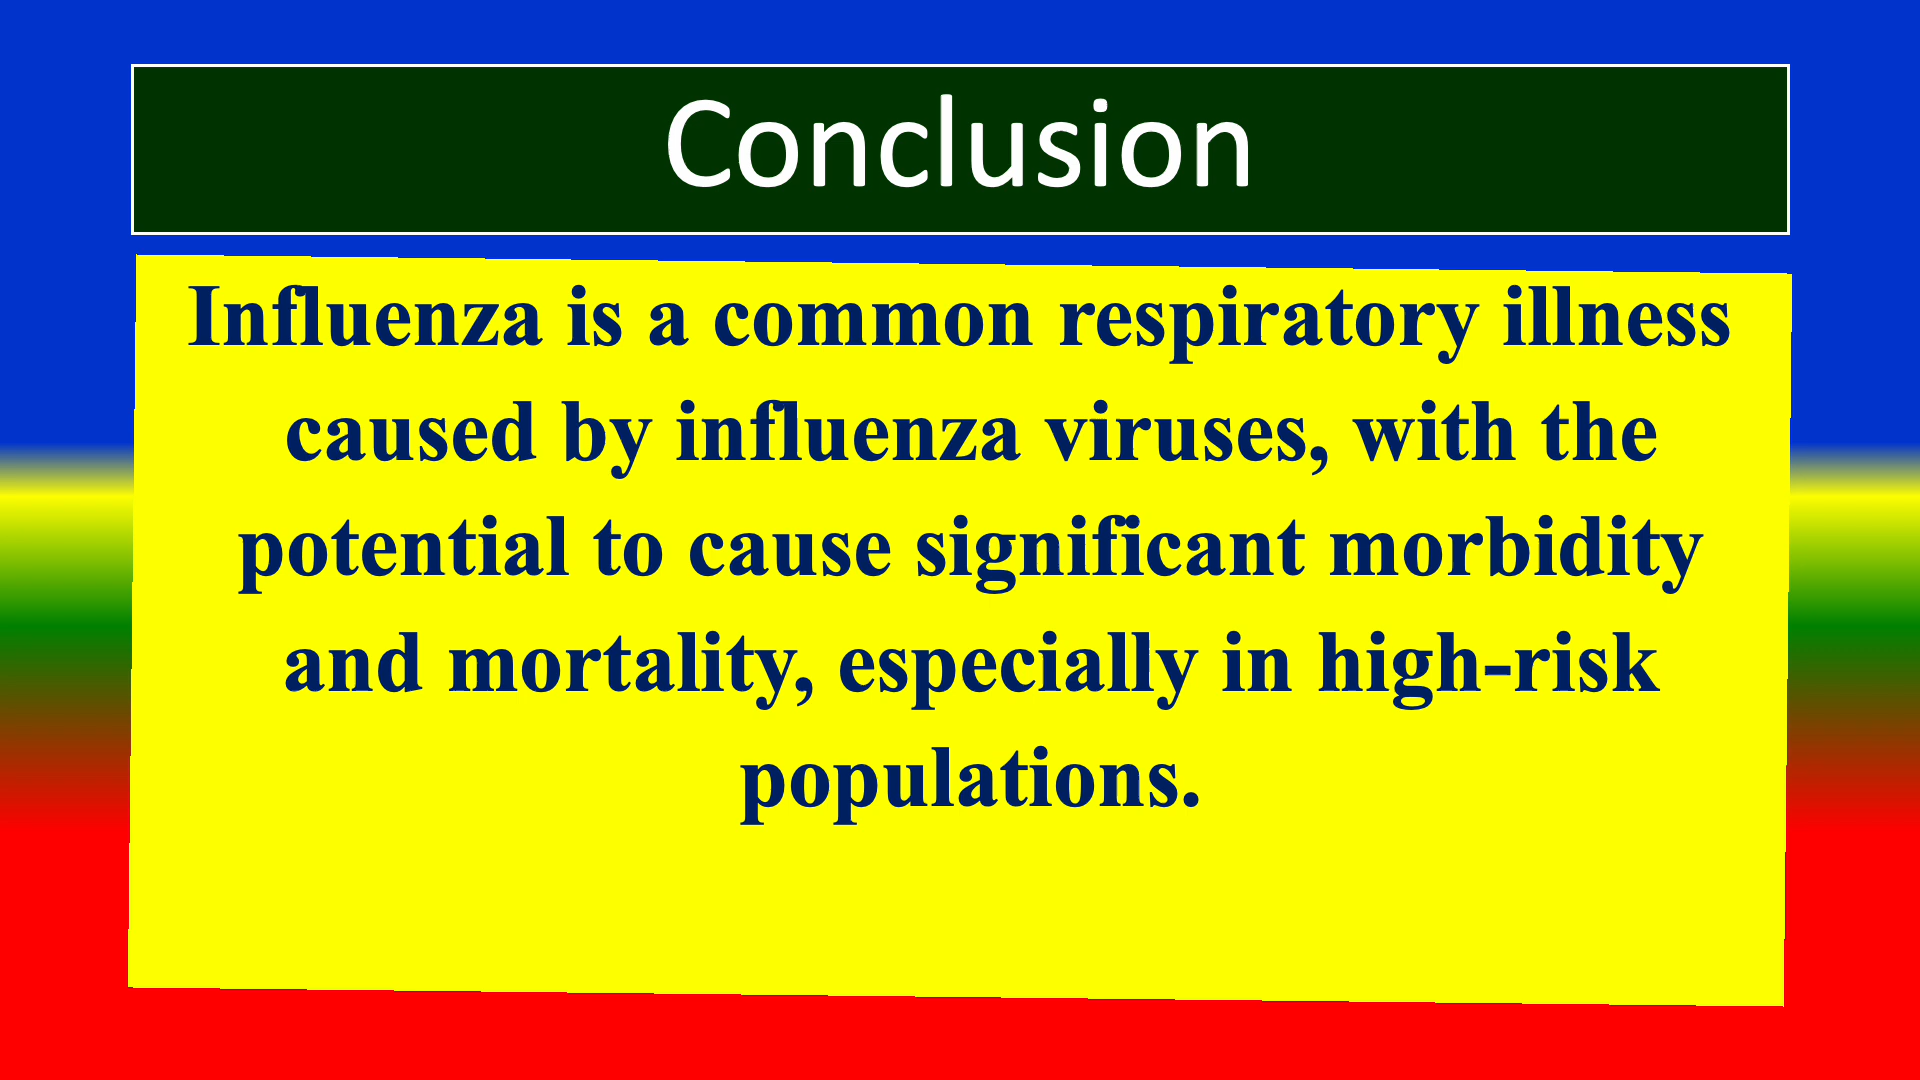 Conclusion
Influenza is a common respiratory illness
caused by influenza viruses, with the
potential to cause significant morbidity
and mortality, especially in high-risk
populations.